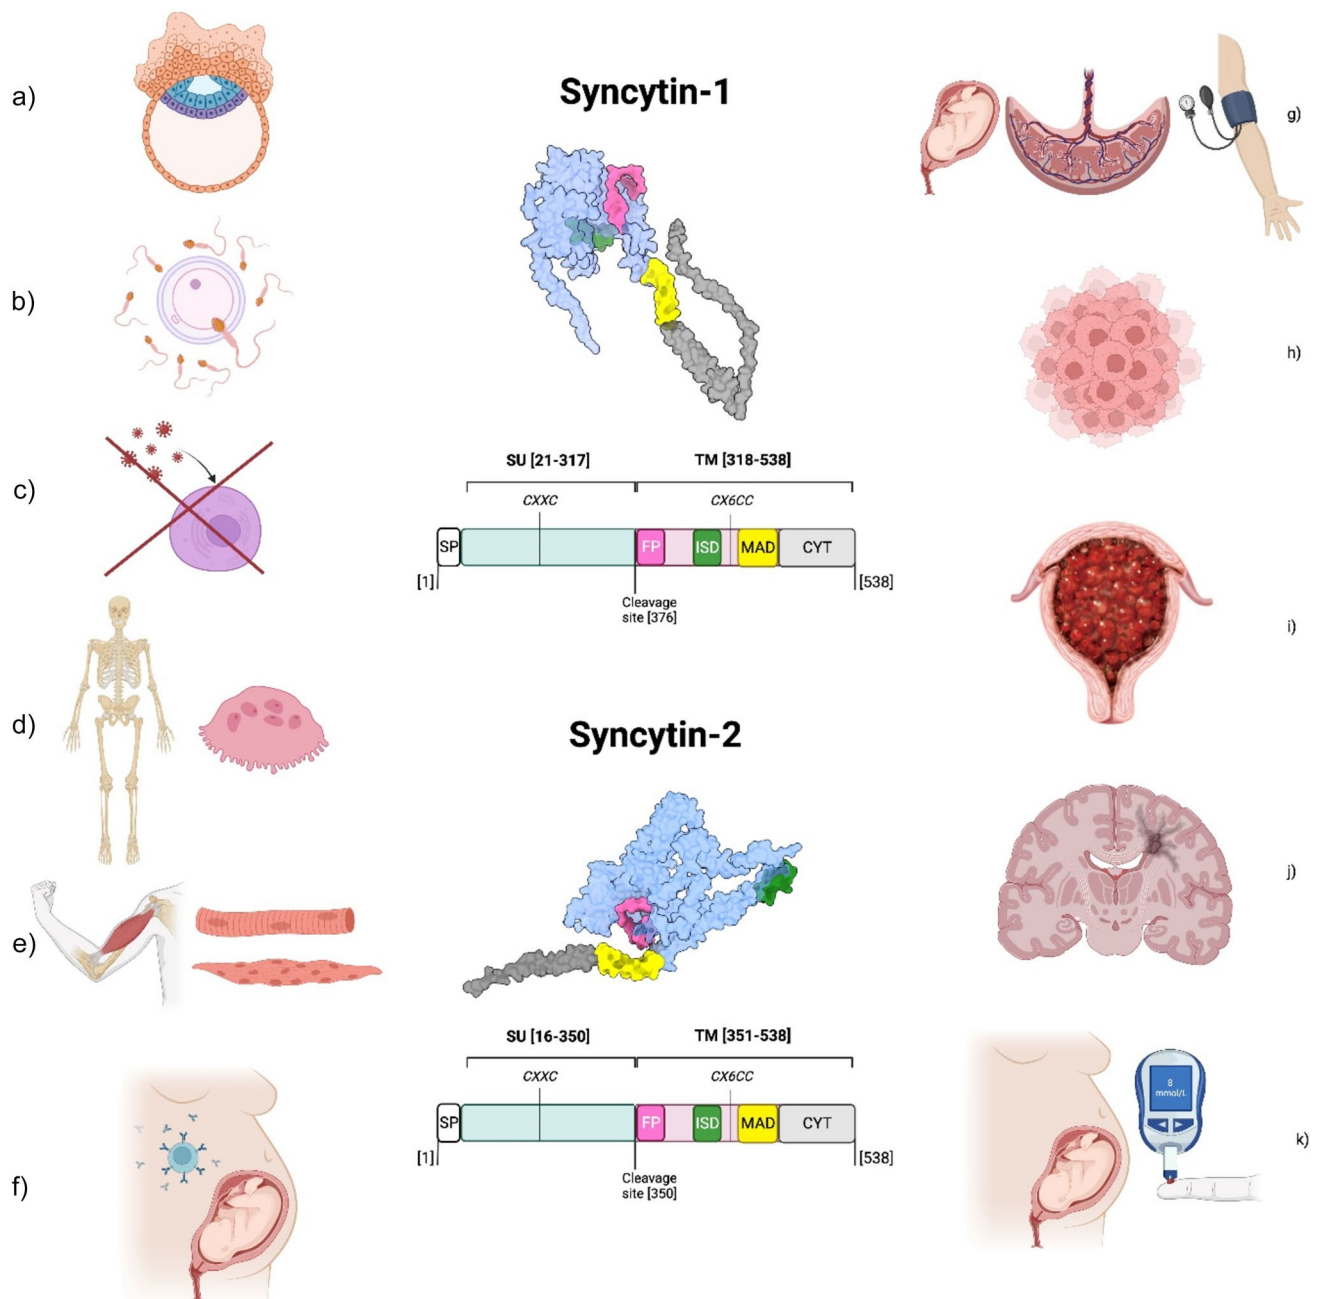 a)
b)
c)
d)
e)
f)
Syncytin-1
SU [21-317]
TM [318-538]
CXXC
CX6CC
SP
FP
ISD
MAD
CYT
[1]
[538]
Cleavage
site [376]
Syncytin-2
SU [16-350]
TM [351-538]
CXXC
CX6CC
SP
FP
ISD
MAD
CYT
[1]
[538]
Cleavage
site [350]
g)
h)
i)
j)
8
mmol/L
k)